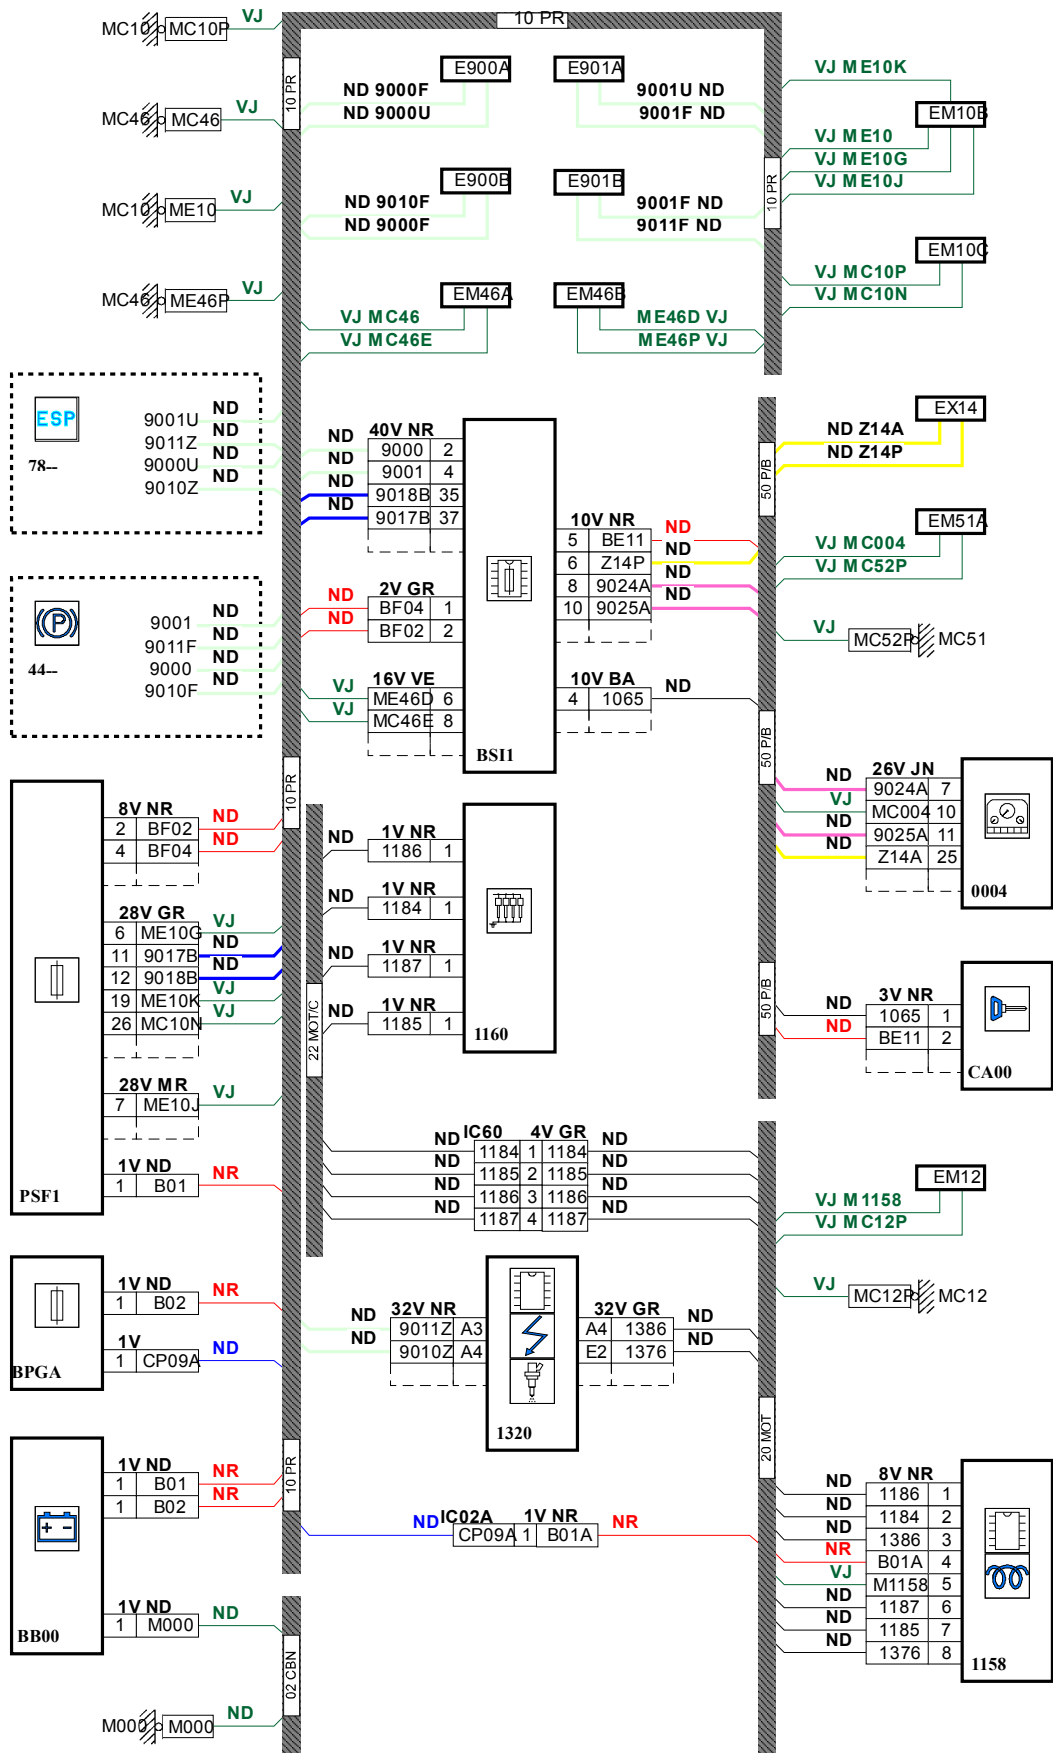 10 PR
MC10 MC10P VJ
10 PR
MC46 MC46 VJ
MC10 ME10 VJ
MC46 ME46P VJ
E900A
ND 9000F
ND 9000U
E901A
9001U ND
9001F ND
E900B
ND 9010F
ND 9000F
E901B
9001F ND
9011F ND
EM46A
VJ MC46
VJ MC46E
EM46B
ME46D VJ
ME46P VJ
VJ ME10K
EM10B
VJ ME10
VJ ME10G
VJ ME10J
10 PR
EM10C
VJ MC10P
VJ MC10N
ESP
78--
9001U ND
9011Z ND
9000U ND
9010Z ND
44--
9001 ND
9011F ND
9000 ND
9010F ND
40V NR
ND 9000 2
ND 9001 4
ND 9018B 35
ND 9017B 37
2V GR
ND BF04 1
ND BF02 2
16V VE
VJ ME46D 6
VJ MC46E 8
10V NR
5 BE11 ND
6 Z14P ND
8 9024A ND
10 9025A ND
10V BA
4 1065 ND
BSI1
EX14
ND Z14A
ND Z14P
50 P/B
EM51A
VJ MC004
VJ MC52P
VJ MC52P MC51
50 P/B
26V JN
ND 9024A 7
VJ MC004 10
ND 9025A 11
ND Z14A 25
0004
50 P/B
3V NR
ND 1065 1
ND BE11 2
CA00
10 PR
8V NR
2 BF02 ND
4 BF04 ND
28V GR
6 ME10G VJ
11 9017B ND
12 9018B ND
19 ME10K VJ
26 MC10N VJ
28V MR
7 ME10J VJ
1V ND
1 B01 NR
PSF1
22 MOT/C
1V NR
ND 1186 1
1V NR
ND 1184 1
1V NR
ND 1187 1
1V NR
ND 1185 1
1160
IC60 4V GR
ND 1184 1 1184 ND
ND 1185 2 1185 ND
ND 1186 3 1186 ND
ND 1187 4 1187 ND
EM12
VJ M1158
VJ MC12P
VJ MC12P MC12
1V ND
1 B02 NR
1V
1 CP09A ND
BPGA
32V NR
ND 9011Z A3
ND 9010Z A4
32V GR
A4 1386 ND
E2 1376 ND
1320
20 MOT
10 PR
1V ND
1 B01 NR
1 B02 NR
1V ND
1 M000 ND
BB00
IC02A 1V NR
ND CP09A 1 B01A NR
8V NR
ND 1186 1
ND 1184 2
ND 1386 3
NR B01A 4
VJ M1158 5
ND 1187 6
ND 1185 7
ND 1376 8
1158
02 CBN
M000 M000 ND